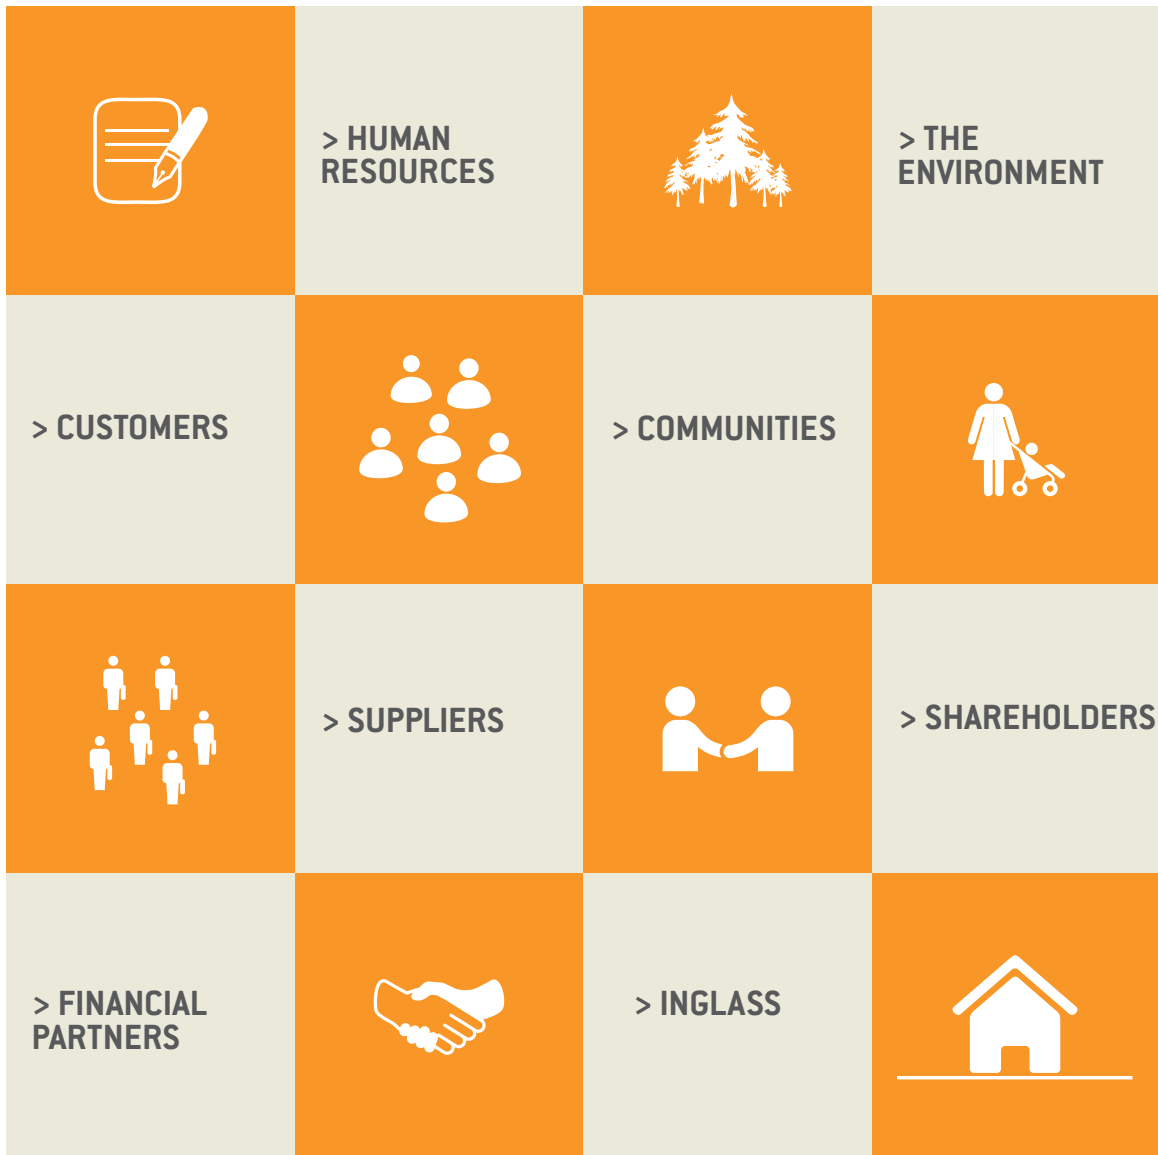 > HUMAN
RESOURCES
> THE
ENVIRONMENT
> CUSTOMERS
> COMMUNITIES
> SUPPLIERS
> SHAREHOLDERS
> FINANCIAL
PARTNERS
> INGLASS